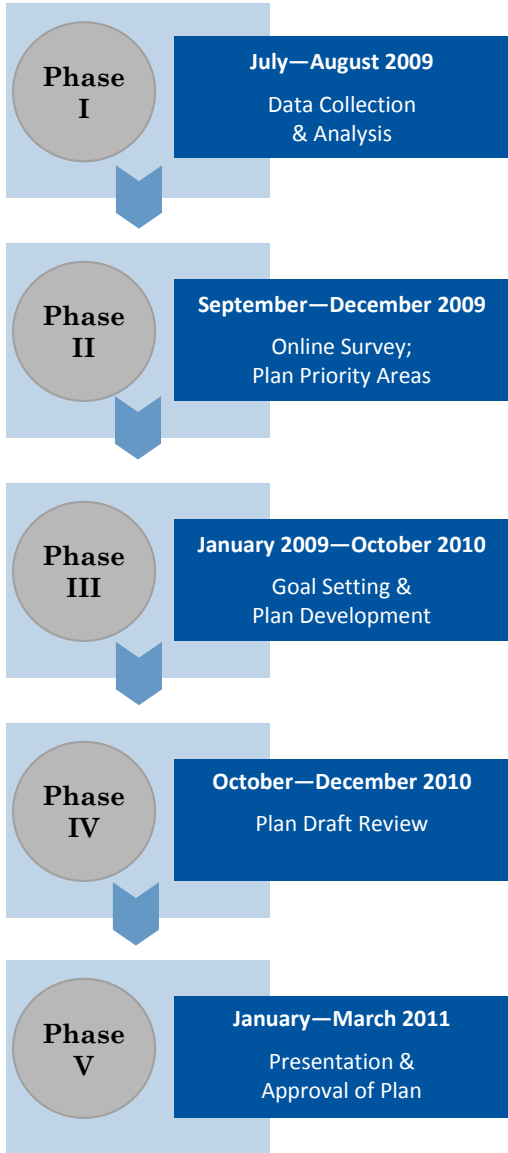 Phase
I
July—August 2009
Data Collection
& Analysis
Phase
II
September—December 2009
Online Survey;
Plan Priority Areas
Phase
III
January 2009—October 2010
Goal Setting &
Plan Development
Phase
IV
October—December 2010
Plan Draft Review
Phase
V
January—March 2011
Presentation &
Approval of Plan